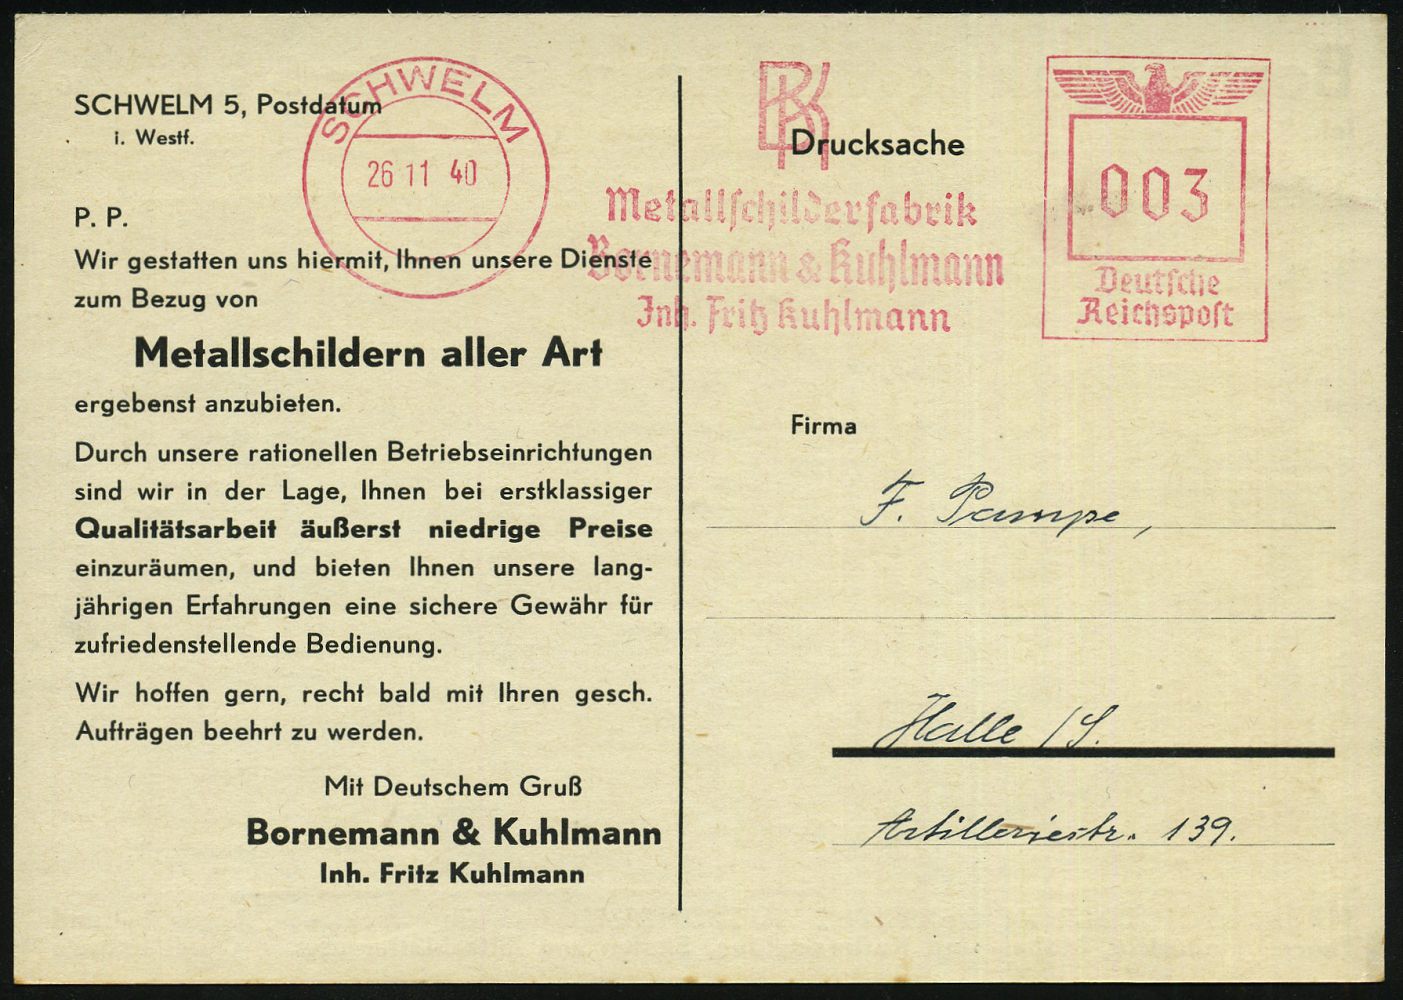 SCHWELM 5, Postdatum
i. Westf.
SCHWELM
26 11 40
BK
Drucksache
Metallschilderfabrik
Bornemann & Kuhlmann
Inh. Fritz Kuhlmann
003
Deutsche
Reichspost
P. P.
Wir gestatten uns hiermit, Ihnen unsere Dienste
zum Bezug von
Metallschildern aller Art
ergebenst anzubieten.
Durch unsere rationellen Betriebseinrichtungen
sind wir in der Lage, Ihnen bei erstklassiger
Qualitätsarbeit äußerst niedrige Preise
einzuräumen, und bieten Ihnen unsere lang-
jährigen Erfahrungen eine sichere Gewähr für
zufriedenstellende Bedienung.
Wir hoffen gern, recht bald mit Ihren gesch.
Aufträgen beehrt zu werden.
Mit Deutschem Gruß
Bornemann & Kuhlmann
Inh. Fritz Kuhlmann
Firma
F. Pampe,
Halle /S.
Artilleriestr. 139.